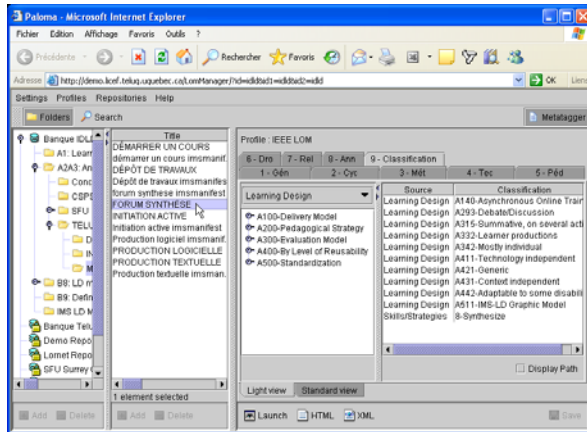 Paloma - Microsoft Internet Explorer
Fichier Edition Affichage Favoris Outils ?
Précédente Rechercher Favoris
Adresse http://demo.licef.teluq.uquebec.ca/LomManager/ OK Liens
Settings Profiles Repositories Help
Folders Search Metatagger
Banque IDLD
A1: Learn
A2A3: An
Conc
CSPS
SFU
TELU
D
IN
M
B8: LD m
B9: Defin
IMS LD M
Banque Telu
Demo Repo
Lornet Repo
SFU Surrey
Add Delete
Title
DÉMARRER UN COURS
démarrer un cours imsmanif.
DÉPÔT DE TRAVAUX
Dépôt de travaux imsmanifes
forum synthese imsmanifest
FORUM SYNTHÈSE
INITIATION ACTIVE
Initiation active imsmanifest
Production logiciel imsmanif.
PRODUCTION LOGICIELLE
PRODUCTION TEXTUELLE
Production textuelle imsman.
1 element selected
Add Delete
Profile : IEEE LOM
6 - Dro 7 - Rel 8 - Ann 9 - Classification
1 - Gén 2 - Cyc 3 - Mét 4 - Tec 5 - Péd
Learning Design
A100-Delivery Model
A200-Pedagogical Strategy
A300-Evaluation Model
A400-By Level of Reusability
A500-Standardization
Source Classification
Learning Design A140-Asynchronous Online Train
Learning Design A293-Debate/Discussion
Learning Design A315-Summative, on several acti
Learning Design A332-Learner productions
Learning Design A342-Mostly individual
Learning Design A411-Technology independent
Learning Design A421-Generic
Learning Design A431-Context independent
Learning Design A442-Adaptable to some disabili
Learning Design A511-IMS-LD Graphic Model
Skills/Strategies 8-Synthesize
Display Path
Light view Standard view
Launch HTML XML Save